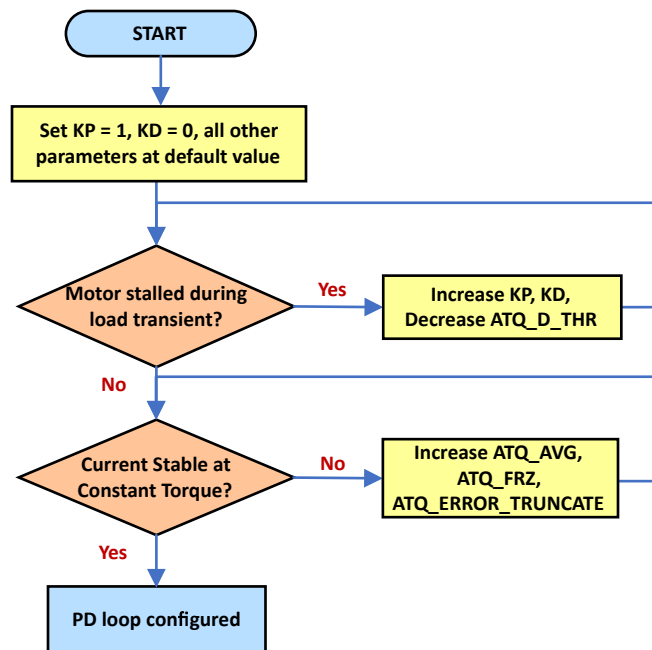 START
Set KP = 1, KD = 0, all other
parameters at default value
Motor stalled during
load transient?
Yes
Increase KP, KD,
Decrease ATQ_D_THR
No
Current Stable at
Constant Torque?
No
Increase ATQ_AVG,
ATQ_FRZ,
ATQ_ERROR_TRUNCATE
Yes
PD loop configured